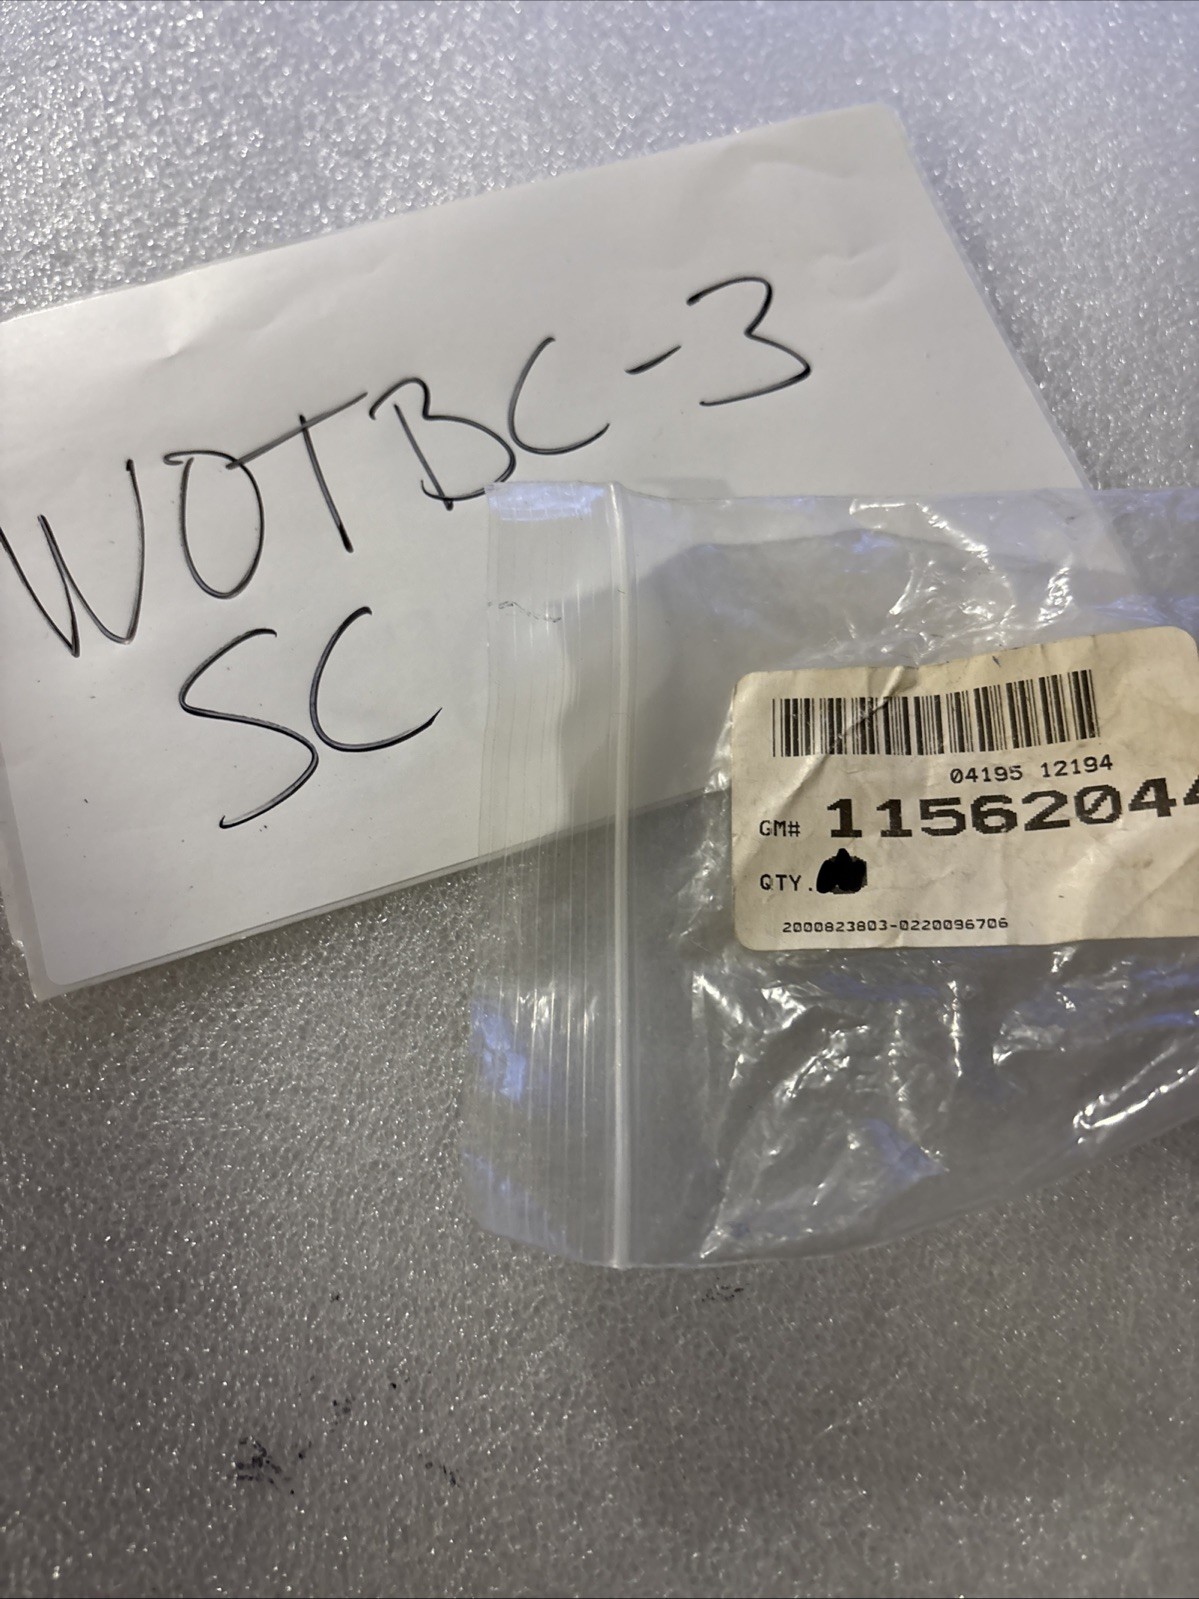 WOTBC-3
SC
04195 12194
GM# 11562044
QTY.
2000823803-0220096706